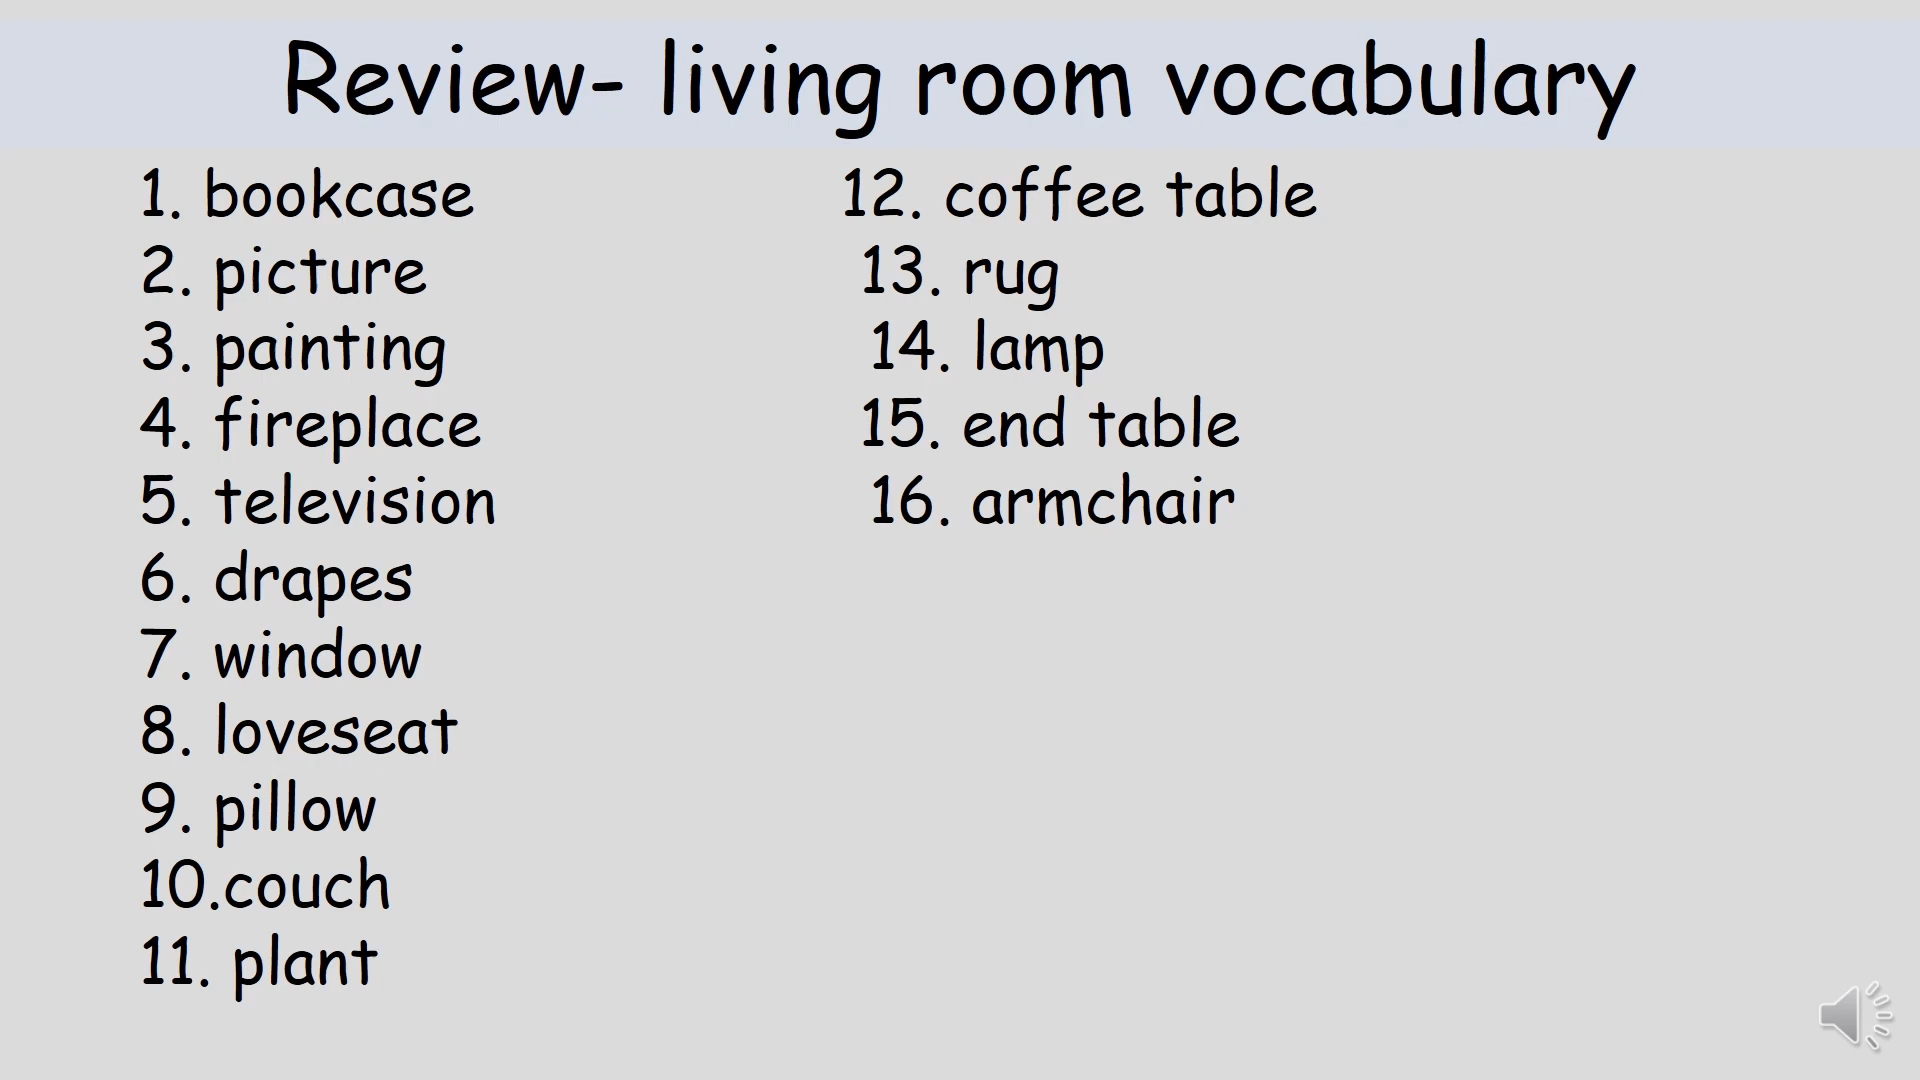 Review- living room vocabulary
1. bookcase
2. picture
3. painting
4. fireplace
5. television
6. drapes
7. window
8. loveseat
9. pillow
10.couch
11. plant
12. coffee table
13. rug
14. lamp
15. end table
16. armchair